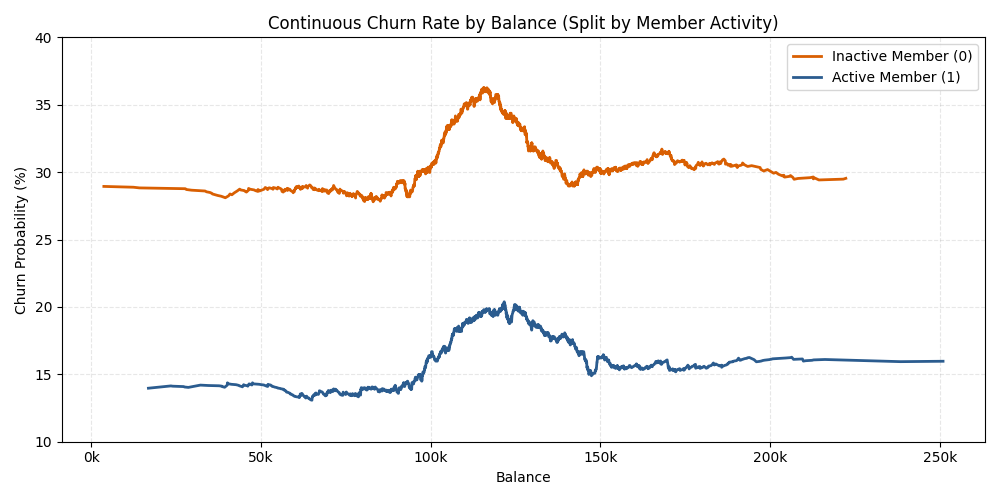 Continuous Churn Rate by Balance (Split by Member Activity)
Churn Probability (%)
40
35
30
25
20
15
10
Inactive Member (0)
Active Member (1)
0k
50k
100k
150k
200k
250k
Balance